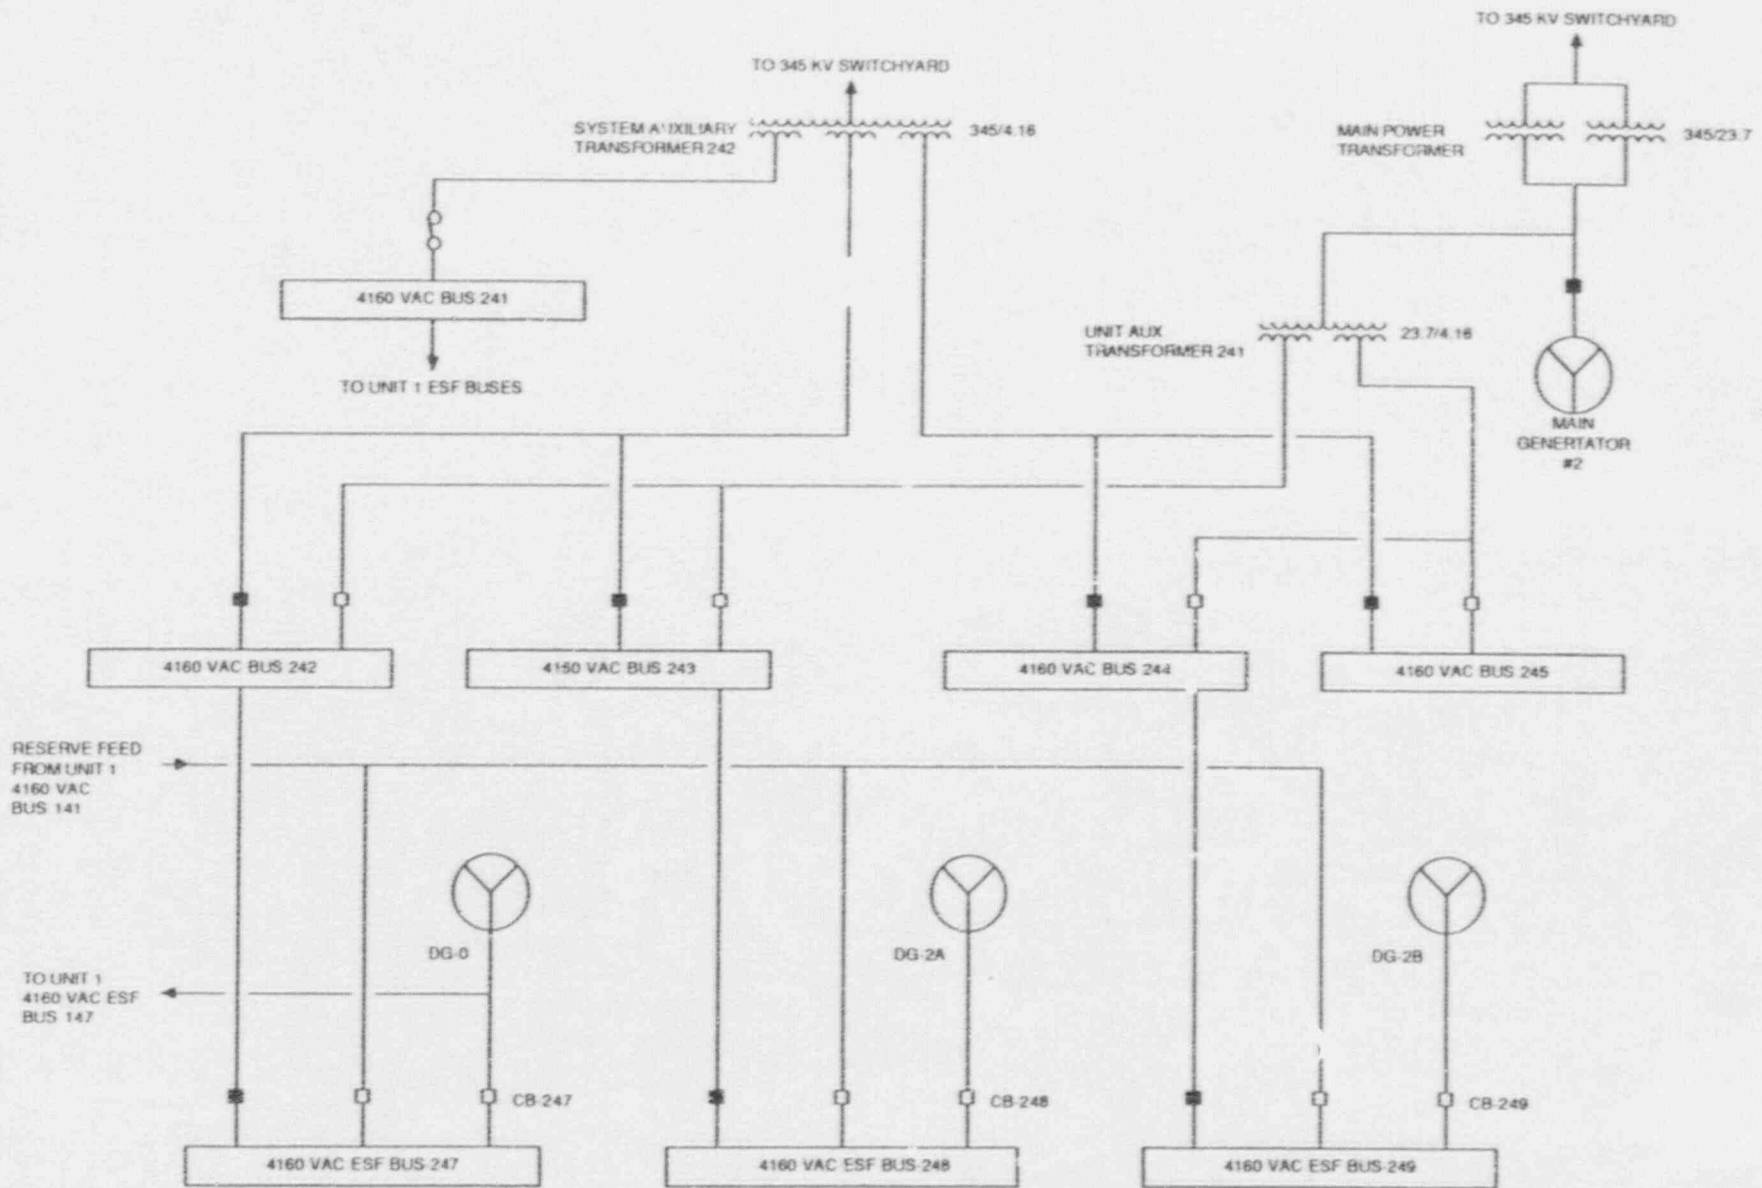 TO 345 KV SWITCHYARD
TO 345 KV SWITCHYARD
SYSTEM AUXILIARY
TRANSFORMER 242
345/4.16
MAIN POWER
TRANSFORMER
345/23.7
4160 VAC BUS 241
UNIT AUX
TRANSFORMER 241
23.7/4.16
TO UNIT 1 ESF BUSES
MAIN
GENERTATOR
#2
4160 VAC BUS 242
4150 VAC BUS 243
4160 VAC BUS 244
4160 VAC BUS 245
RESERVE FEED
FROM UNIT 1
4160 VAC
BUS 141
DG-0
DG-2A
DG-2B
TO UNIT 1
4160 VAC ESF
BUS 147
CB-247
CB-248
CB-249
4160 VAC ESF BUS-247
4160 VAC ESF BUS-248
4160 VAC ESF BUS-249